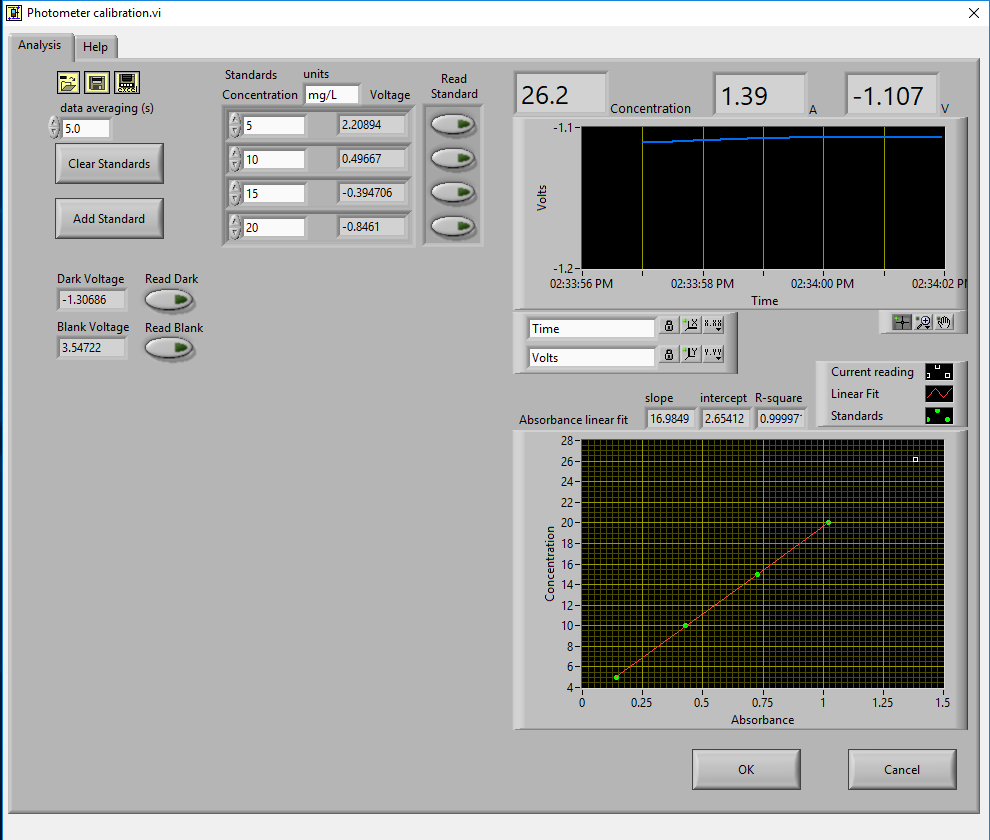 Photometer calibration.vi
Analysis
Help
data averaging (s)
5.0
Clear Standards
Add Standard
Standards
units
Read
Concentration
mg/L
Voltage
Standard
5
2.20894
10
0.49667
15
-0.394706
20
-0.8461
Dark Voltage
Read Dark
-1.30686
Blank Voltage
Read Blank
3.54722
26.2
Concentration
1.39
A
-1.107
V
-1.1
Volts
-1.2
02:33:56 PM
02:33:58 PM
02:34:00 PM
02:34:02 P
Time
Time
X
X.XX
Volts
Y
Y.YY
Current reading
Linear Fit
Standards
slope
intercept
R-square
Absorbance linear fit
16.9849
2.65412
0.99997
28
26
24
22
20
18
16
14
12
10
8
6
4
Concentration
0
0.25
0.5
0.75
1
1.25
1.5
Absorbance
OK
Cancel